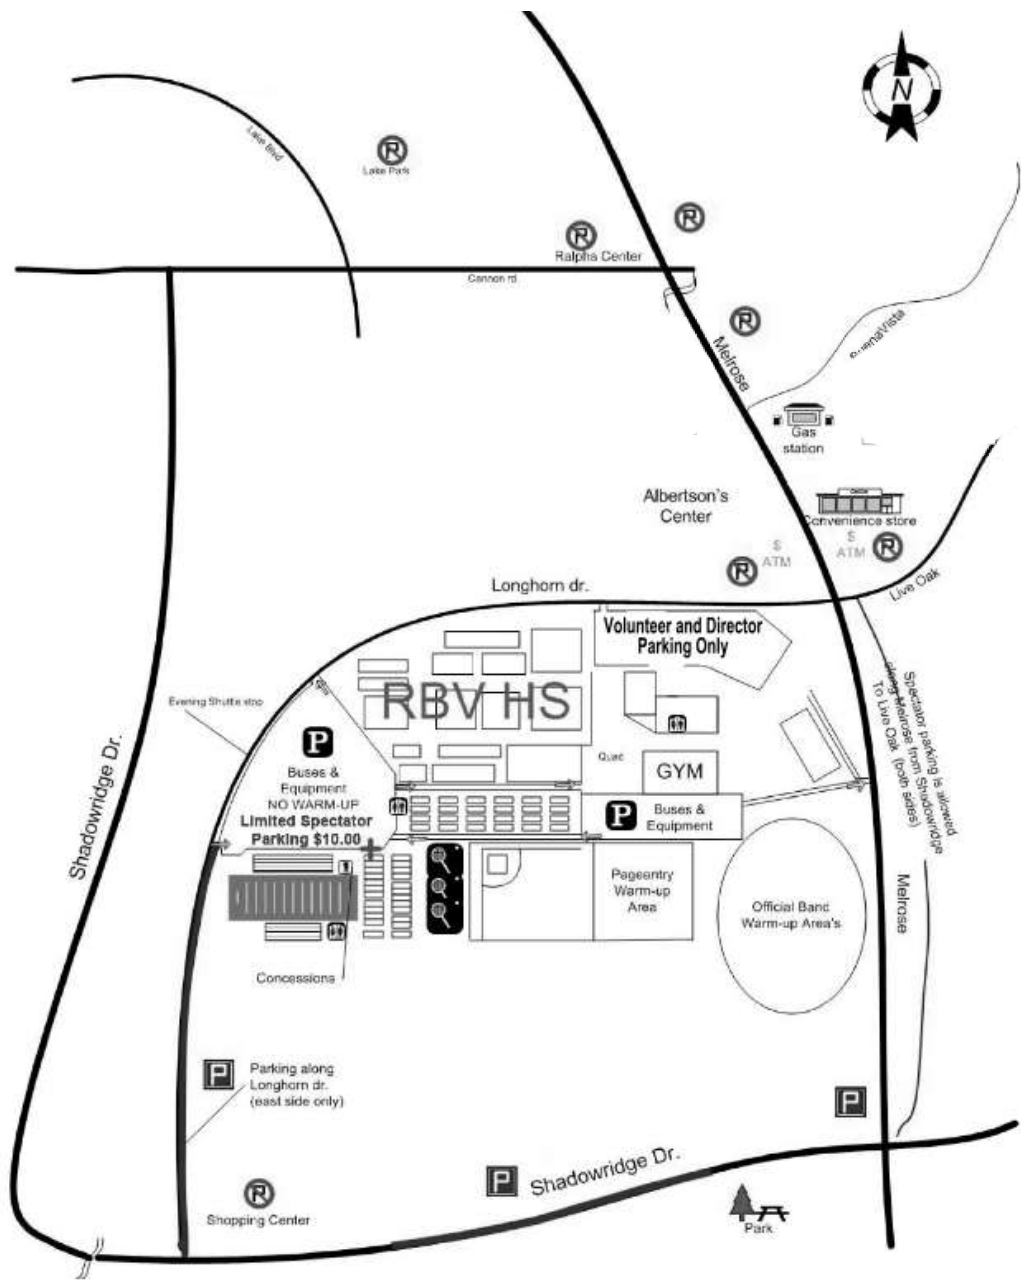 N
Lake Blvd
Lake Park
Ralphs Center
Cannon rd.
Melrose
Gas
station
Albertson's
Center
Convenience store
$
ATM
$
ATM
Live Oak
Longhorn dr.
Volunteer and Director
Parking Only
RBV HS
Evening Shuttle stop
P
Buses &
Equipment
NO WARM-UP
Limited Spectator
Parking $10.00
Quad
GYM
P
Buses &
Equipment
Spectator parking is allowed
along Melrose from Shadowridge
To Live Oak (both sides)
Shadowridge Dr.
Pageantry
Warm-up
Area
Official Band
Warm-up Area's
Melrose
Concessions
P
Parking along
Longhorn dr.
(east side only)
P
P
Shadowridge Dr.
Shopping Center
Park